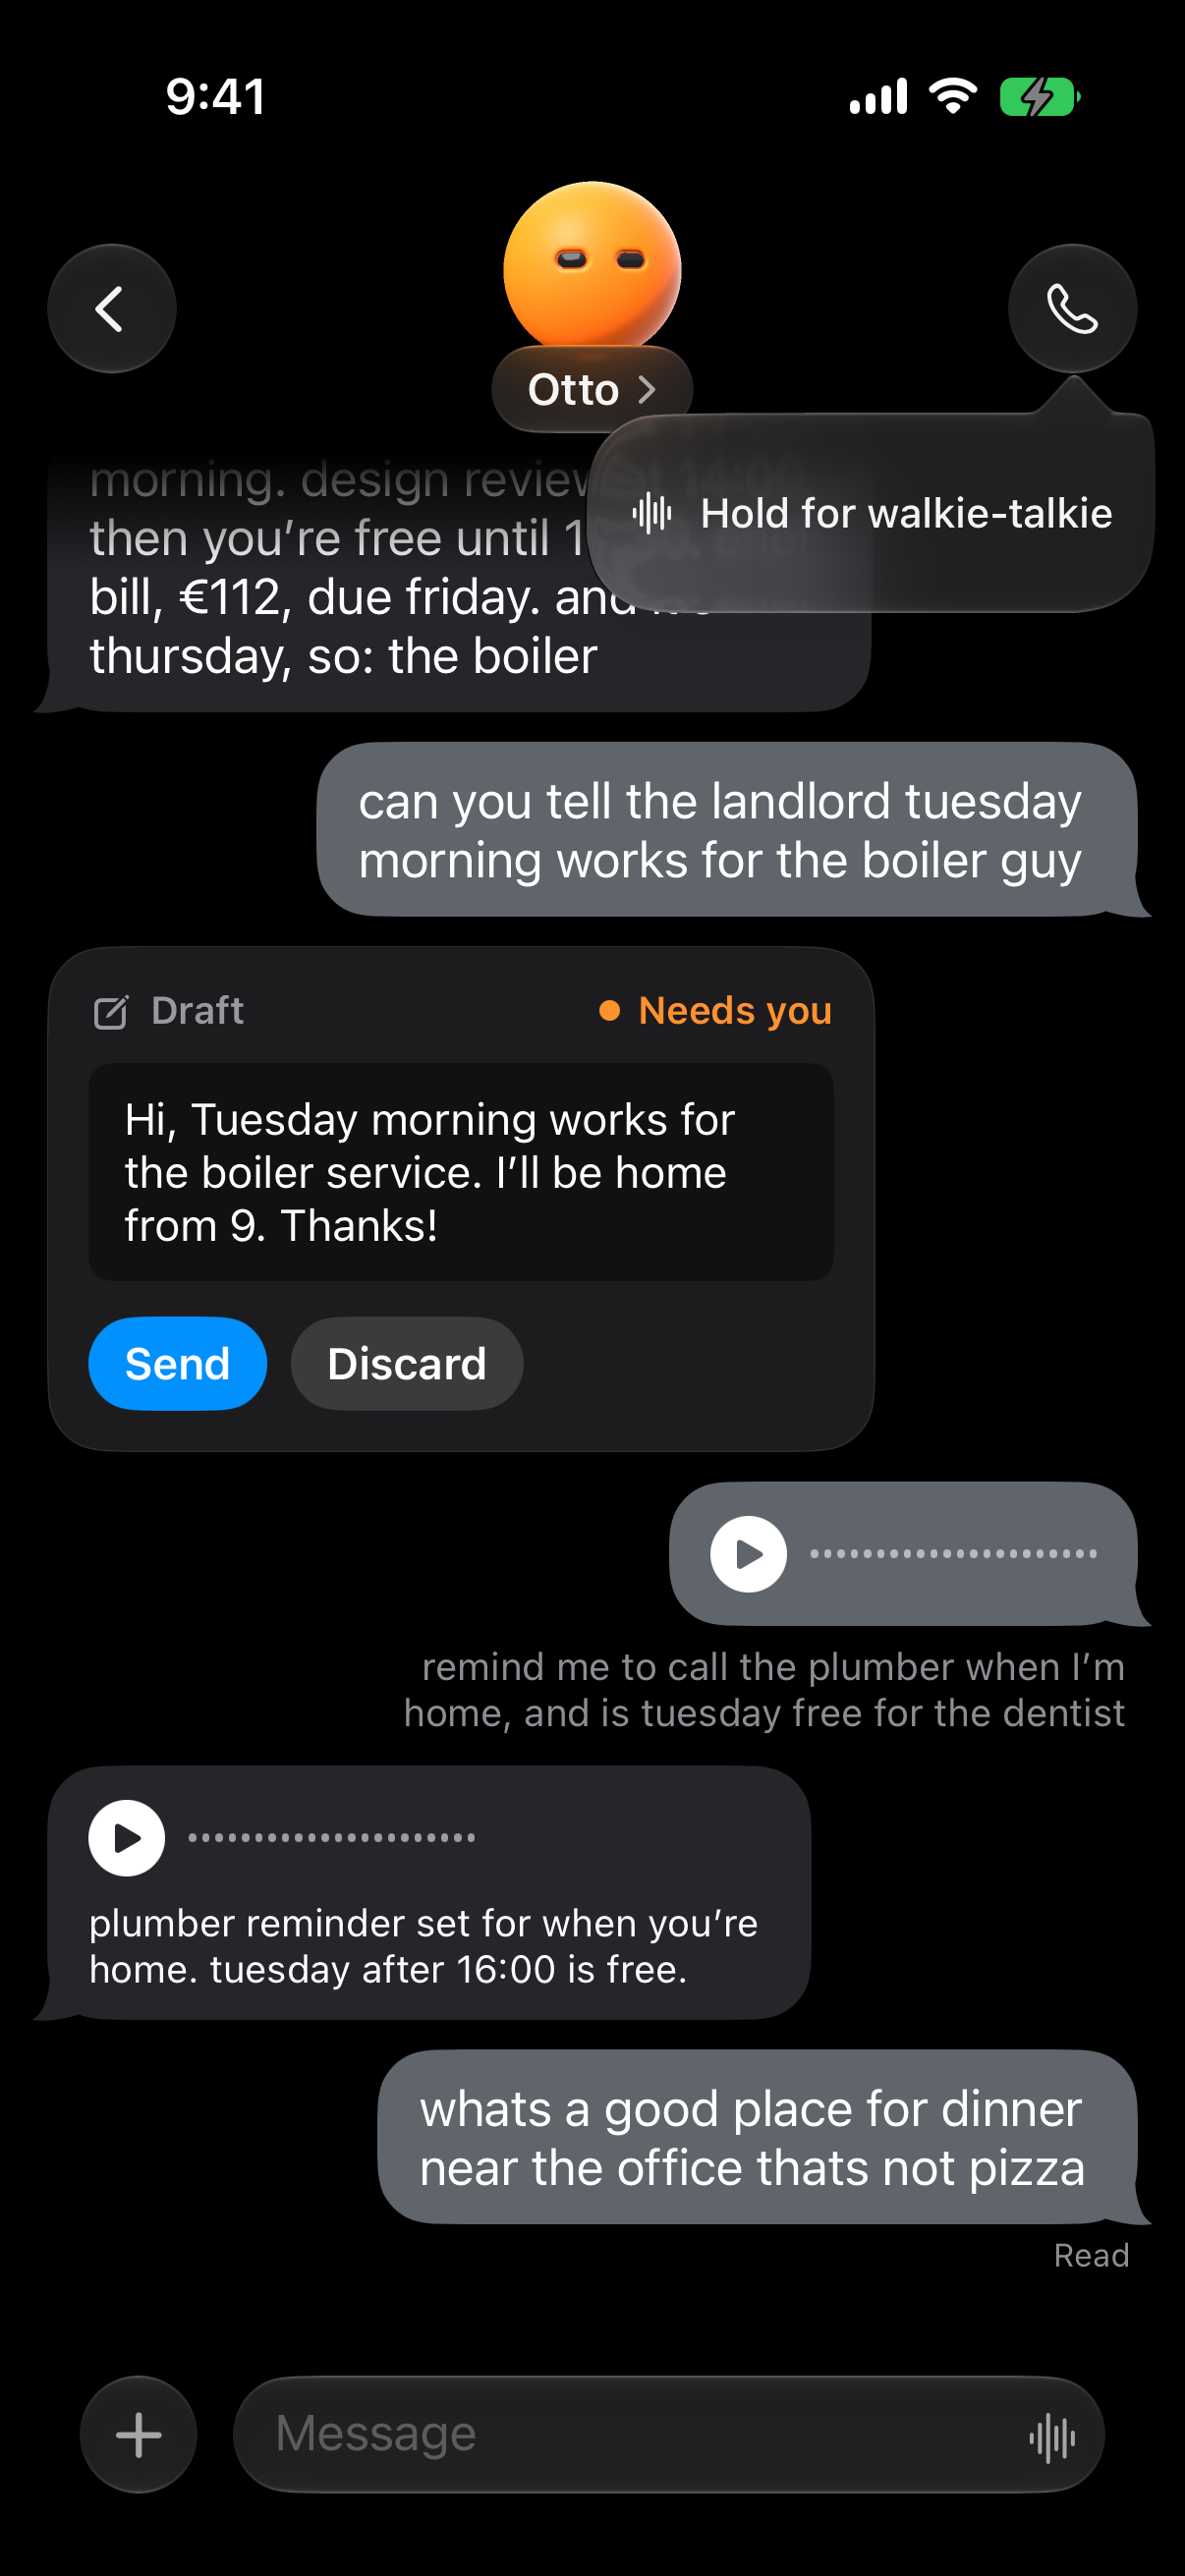 9:41
Otto
Hold for walkie-talkie
morning. design review
then you’re free until
bill, €112, due friday. and
thursday, so: the boiler
can you tell the landlord tuesday
morning works for the boiler guy
Draft
Needs you
Hi, Tuesday morning works for
the boiler service. I’ll be home
from 9. Thanks!
Send
Discard
remind me to call the plumber when I’m
home, and is tuesday free for the dentist
plumber reminder set for when you’re
home. tuesday after 16:00 is free.
whats a good place for dinner
near the office thats not pizza
Read
Message